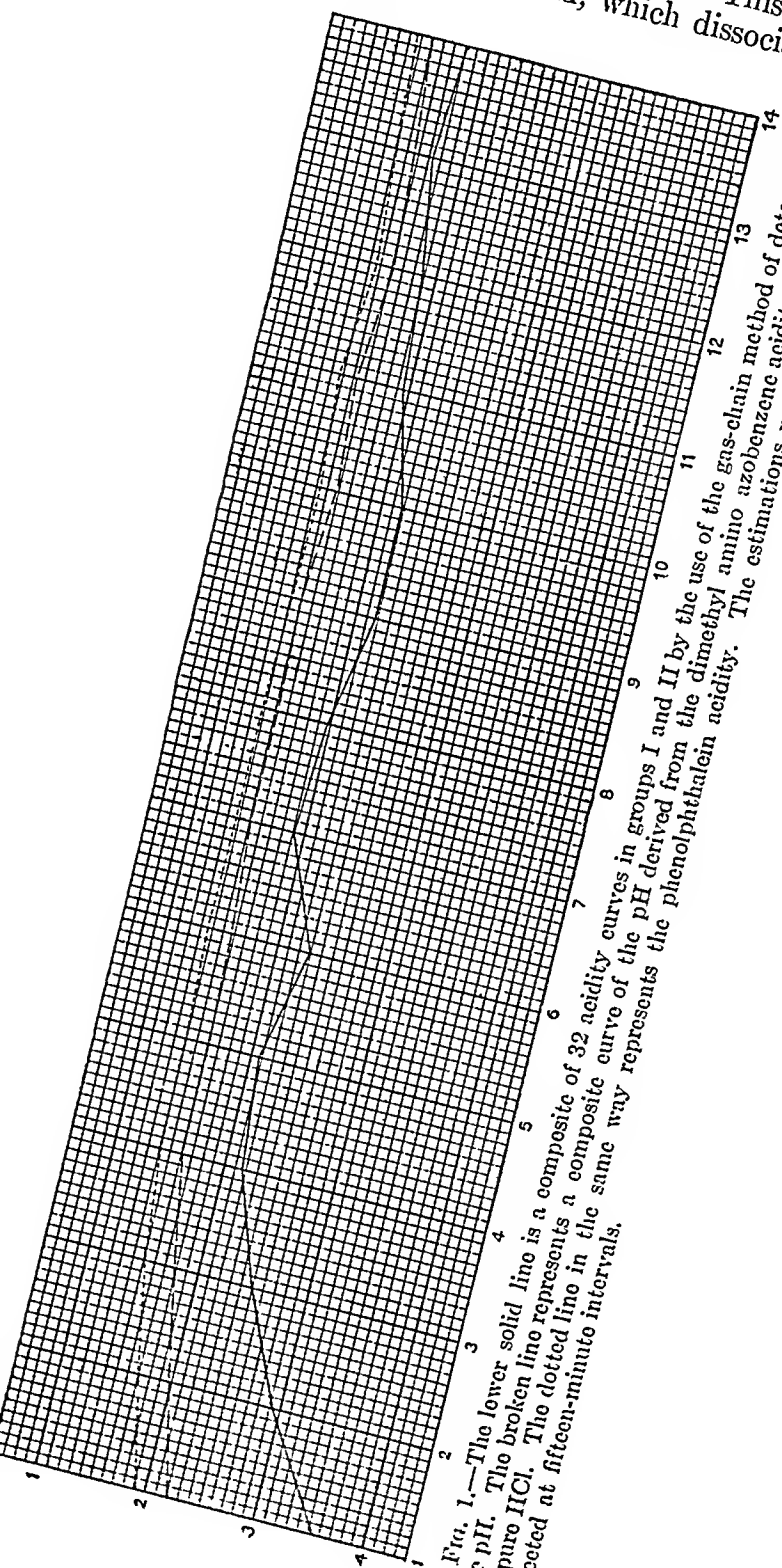 This
which dissoci
1
2
3
4
1 2 3 4 5 6 7 8 9 10 11 12 13 14
FIG. 1.—The lower solid line is a composite of 32 acidity curves in groups I and II by the use of the gas-chain method of
pH. The broken line represents a composite curve of the pH derived from the dimethyl amino azobenzene
pure HCl. The dotted line in the same way represents the phenolphthalein acidity. The estimations
at fifteen-minute intervals.